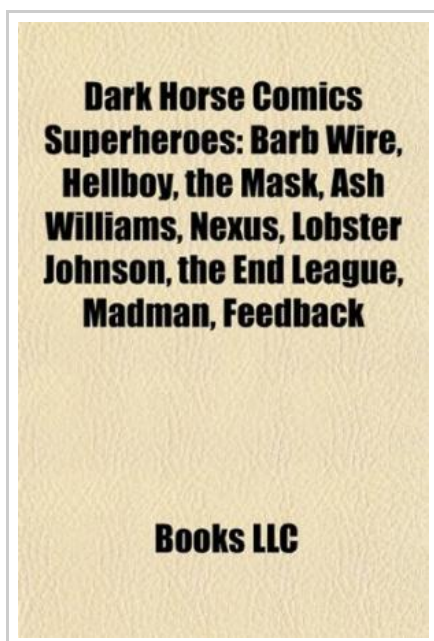 Dark Horse Comics
Superheroes: Barb Wire,
Hellboy, the Mask, Ash
Williams, Nexus, Lobster
Johnson, the End League,
Madman, Feedback
Books LLC